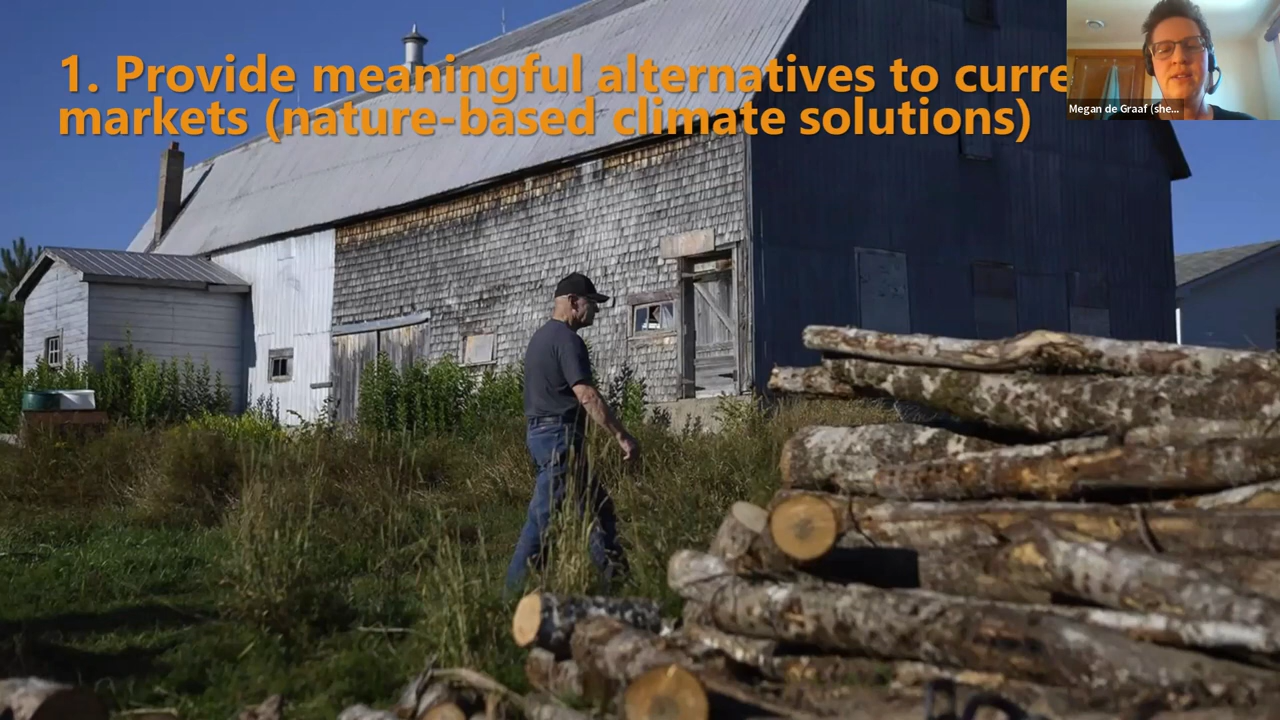 1. Provide meaningful alternatives to curre
markets (nature-based climate solutions)
Megan de Graaf (she...